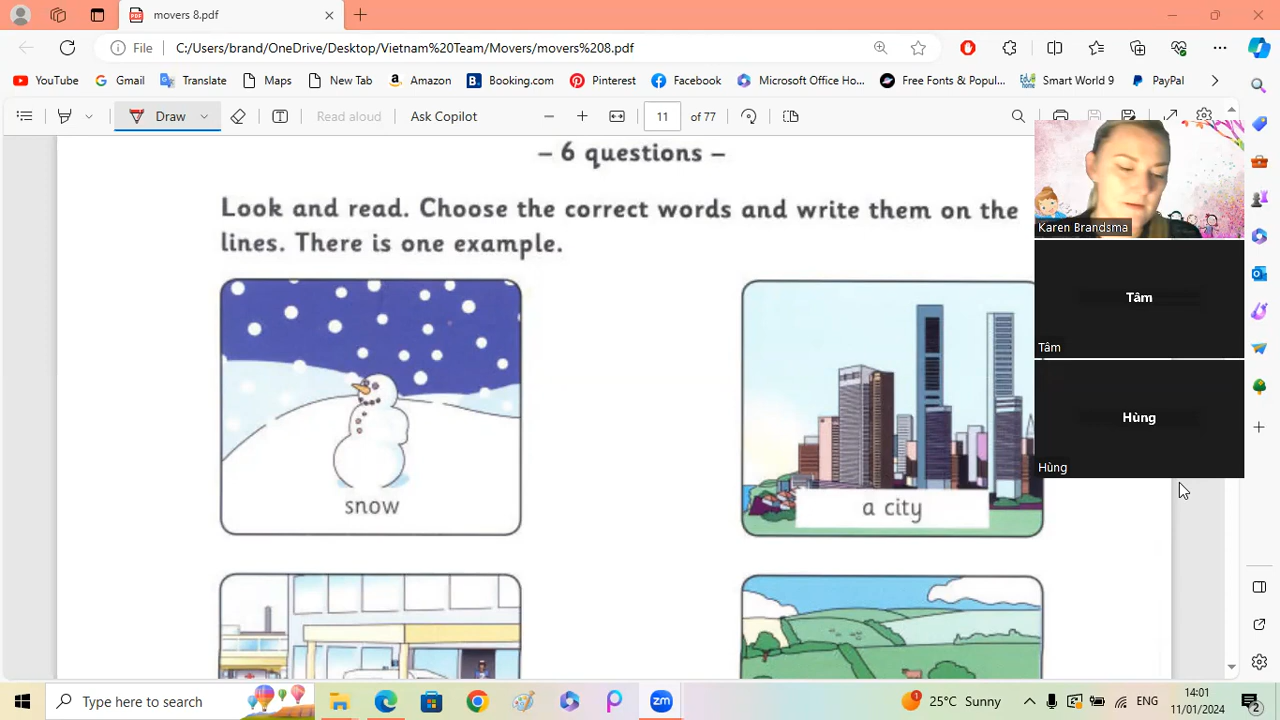 movers 8.pdf
File C:/Users/brand/OneDrive/Desktop/Vietnam%20Team/Movers/movers%208.pdf
YouTube Gmail Translate Maps New Tab Amazon Booking.com Pinterest Facebook Microsoft Office Ho... Free Fonts & Popul... Smart World 9 PayPal
Draw Read aloud Ask Copilot 11 of 77
– 6 questions –
Look and read. Choose the correct words and write them on the
lines. There is one example.
snow
a city
Karen Brandsma
Tâm
Tâm
Hùng
Hùng
Type here to search
25°C Sunny ENG 14:01
11/01/2024
2